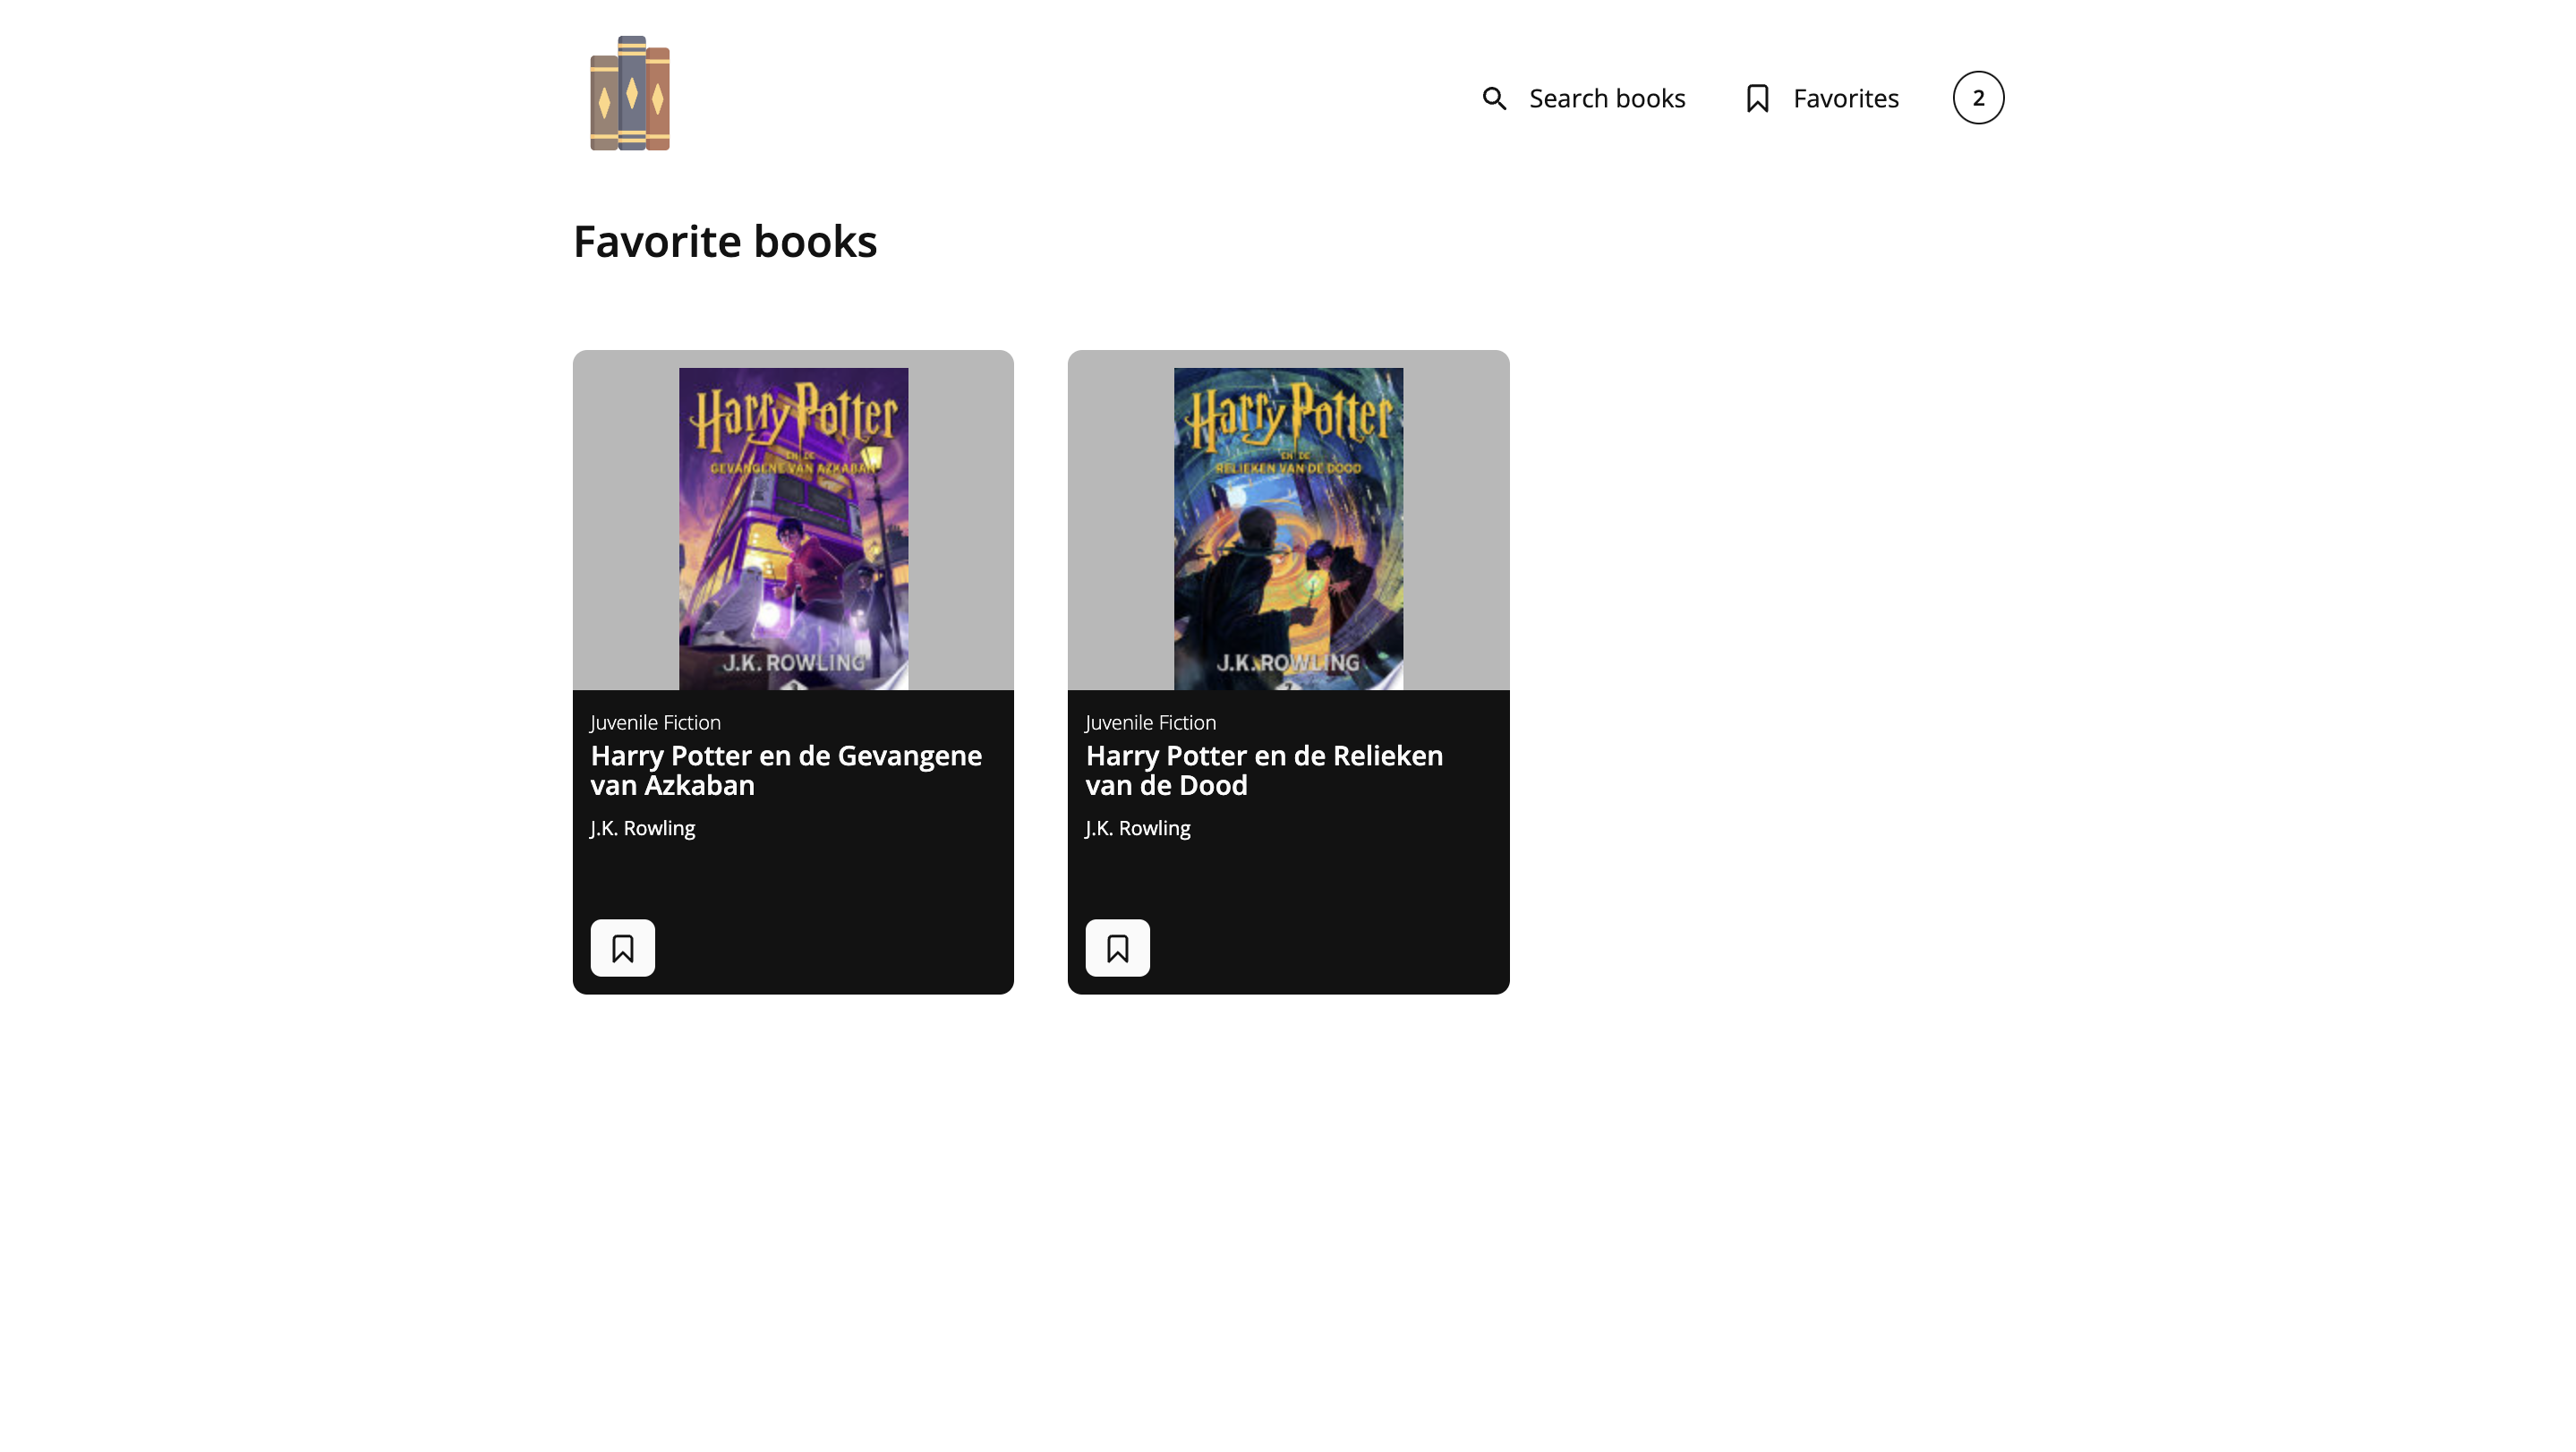 Search books
Favorites
2
Favorite books
Harry Potter
EN DE
GEVANGENE VAN AZKABAN
J.K. ROWLING
Juvenile Fiction
Harry Potter en de Gevangene
van Azkaban
J.K. Rowling
Harry Potter
EN DE
RELIEKEN VAN DE DOOD
J.K. ROWLING
Juvenile Fiction
Harry Potter en de Relieken
van de Dood
J.K. Rowling